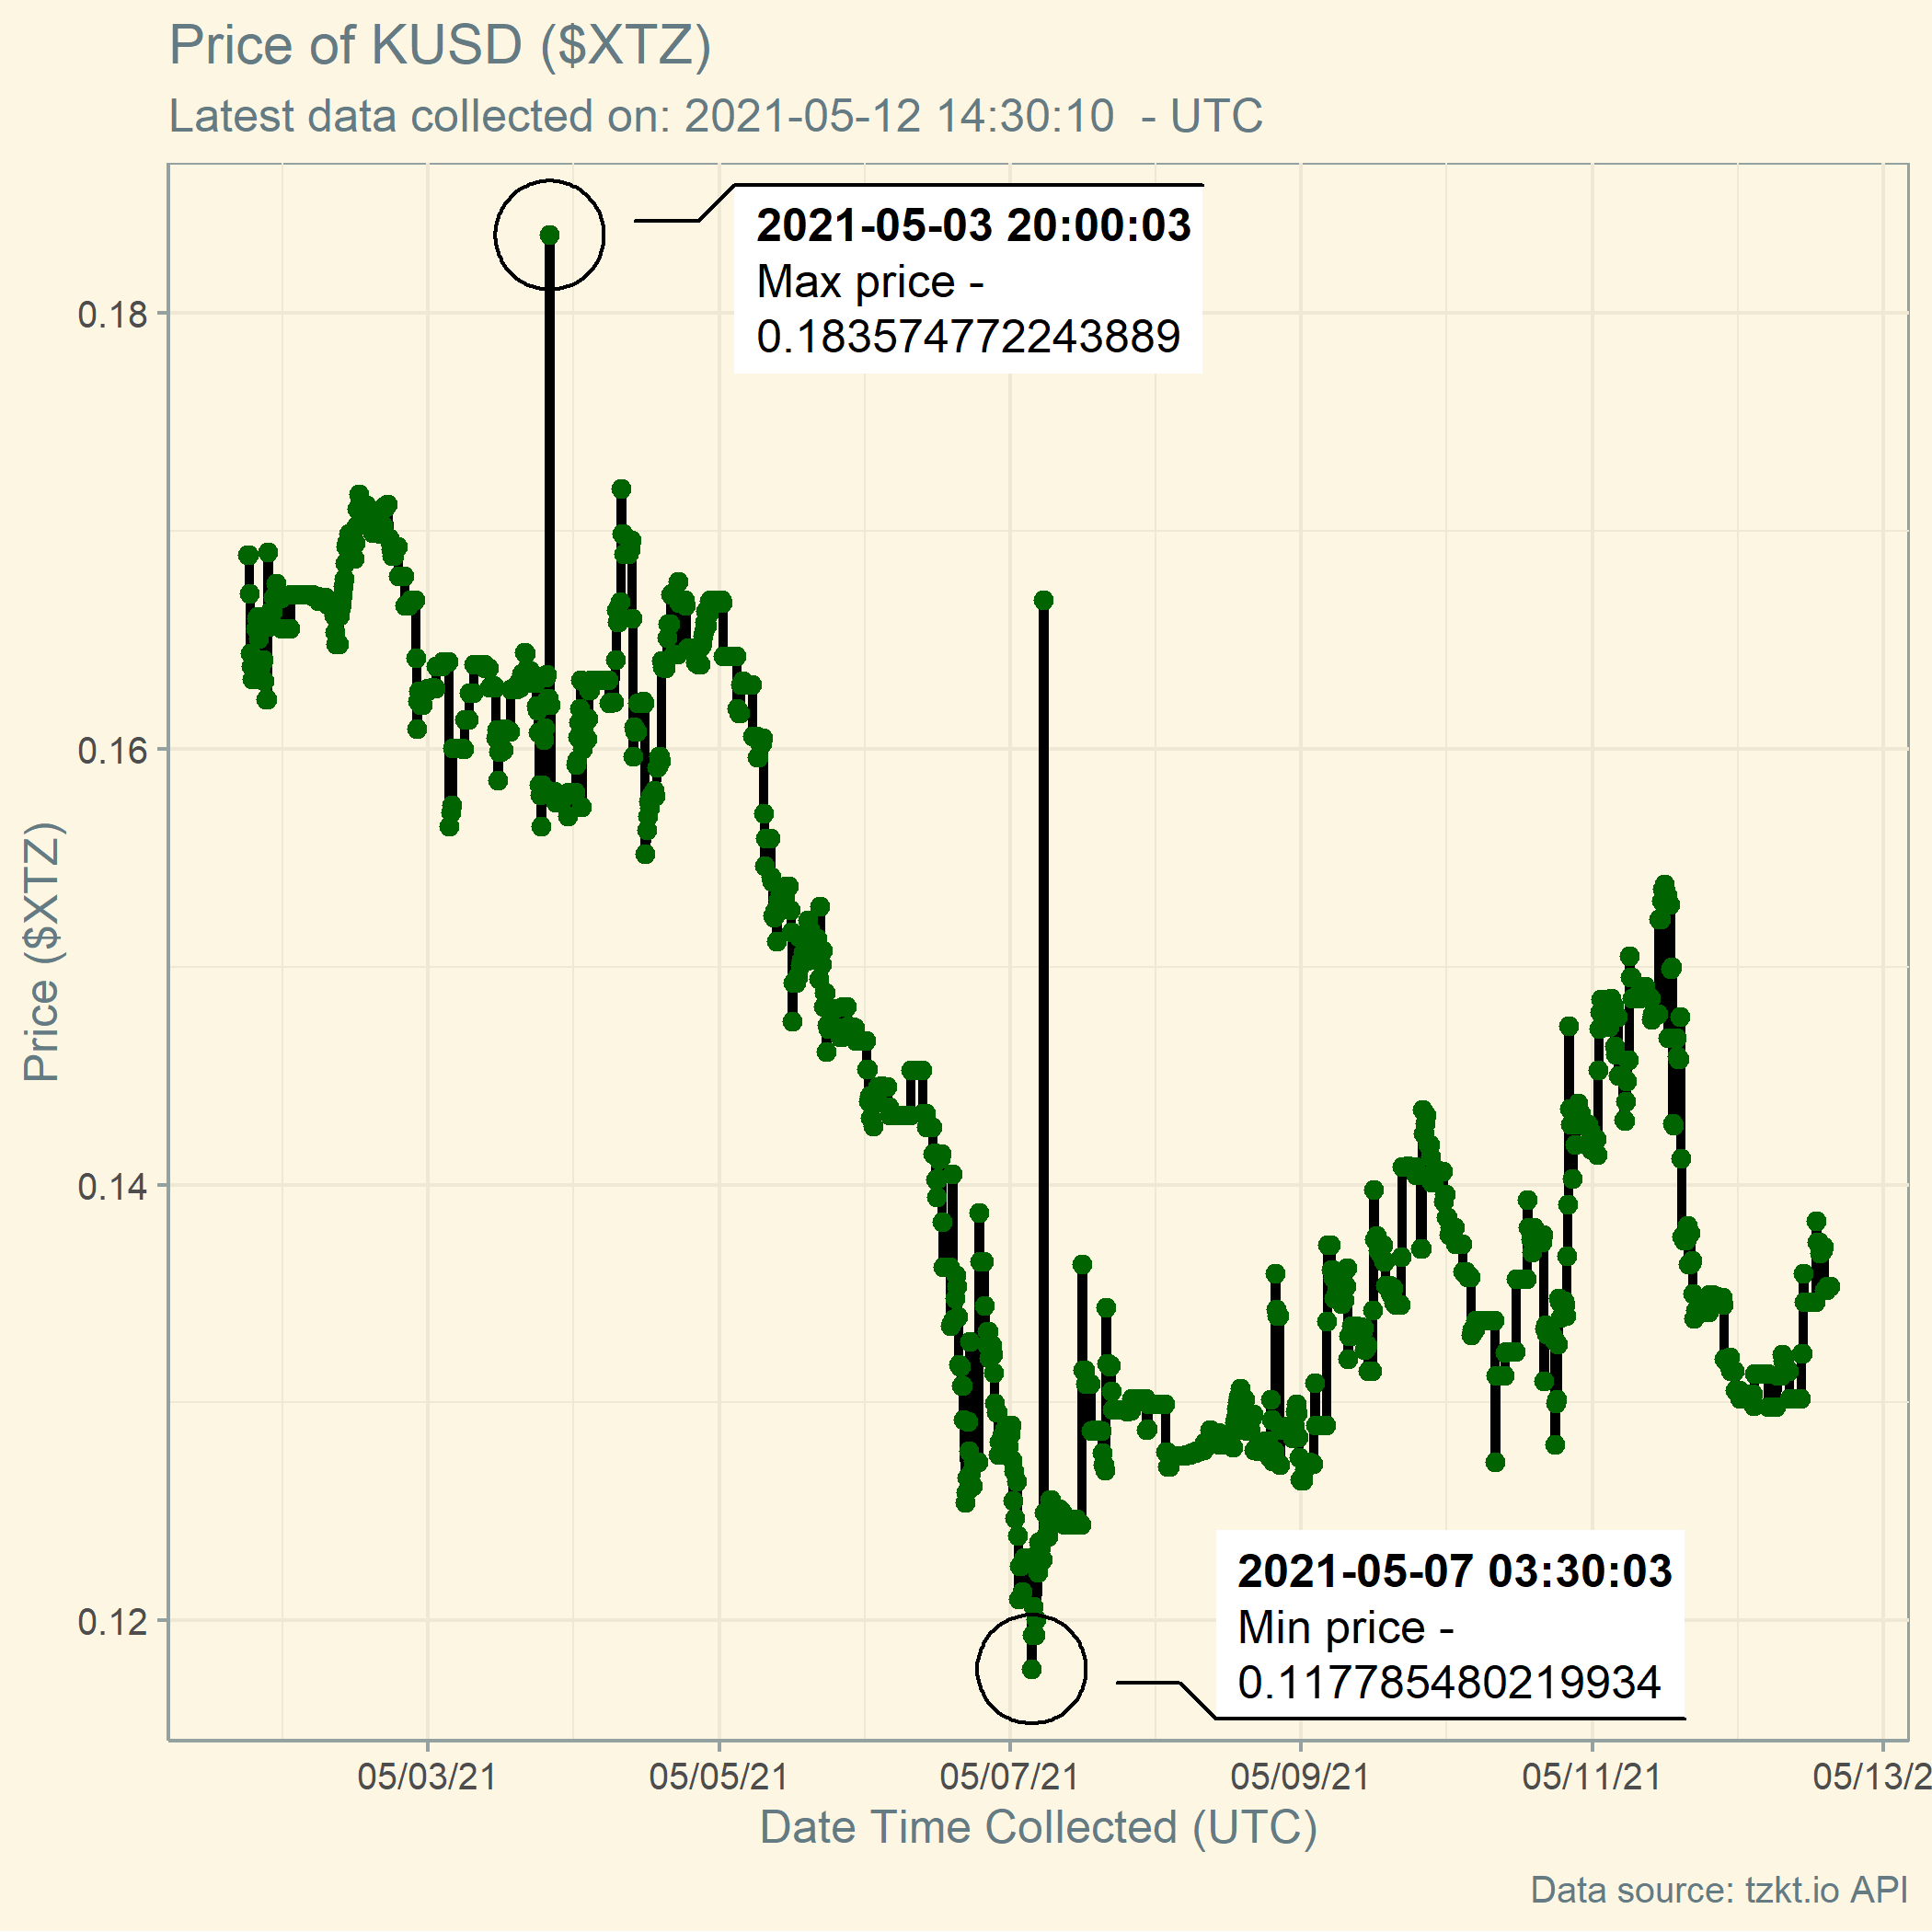 Price of KUSD ($XTZ)
Latest data collected on: 2021-05-12 14:30:10  - UTC
2021-05-03 20:00:03
Max price -
0.183574772243889
0.18
0.16
0.14
0.12
Price ($XTZ)
2021-05-07 03:30:03
Min price -
0.117785480219934
05/03/21
05/05/21
05/07/21
05/09/21
05/11/21
05/13/2
Date Time Collected (UTC)
Data source: tzkt.io API